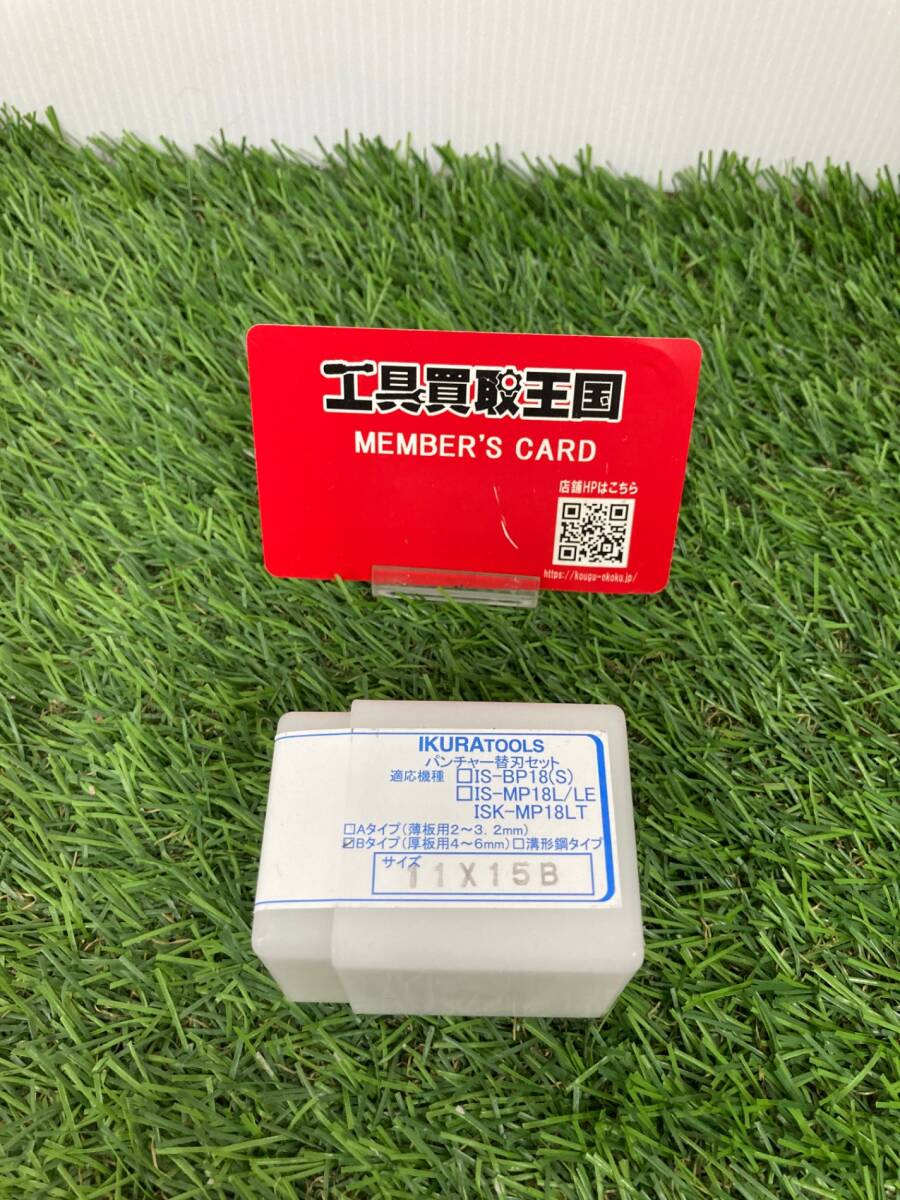 工具買取王国
MEMBER'S CARD
店舗HPはこちら
https://kougu-okoku.jp/
IKURATOOLS
パンチャー替刃セット
適応機種 □IS-BP18(S)
□IS-MP18L/LE
ISK-MP18LT
□Aタイプ(薄板用2〜3.2mm)
☑Bタイプ(厚板用4〜6mm)□溝形鋼タイプ
サイズ
11X15B